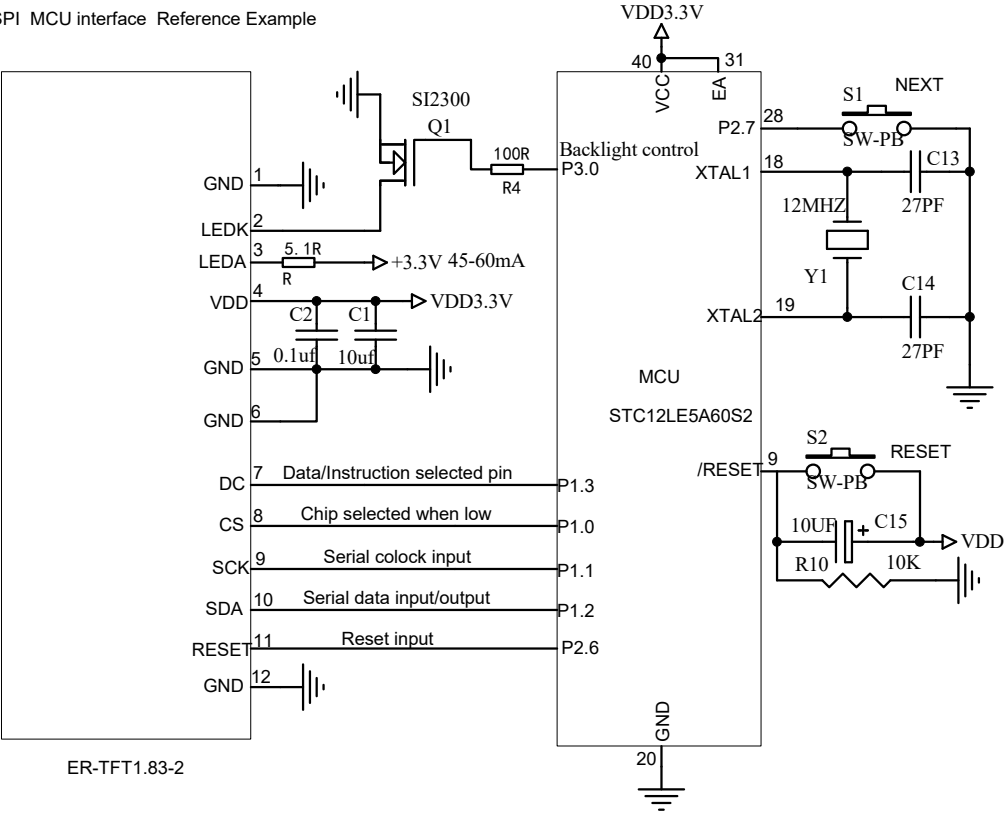 SPI MCU interface Reference Example
VDD3.3V
40
31
VCC
EA
SI2300
Q1
100R
R4
Backlight control
P3.0
GND
1
LEDK
2
LEDA
3
5.1R
R
+3.3V 45-60mA
VDD
4
VDD3.3V
C2
C1
0.1uf
10uf
GND
5
GND
6
DC
7
Data/Instruction selected pin
P1.3
CS
8
Chip selected when low
P1.0
SCK
9
Serial colock input
P1.1
SDA
10
Serial data input/output
P1.2
RESET
11
Reset input
P2.6
GND
12
ER-TFT1.83-2
MCU
STC12LE5A60S2
P2.7
28
S1
NEXT
SW-PB
XTAL1
18
C13
27PF
12MHZ
Y1
C14
XTAL2
19
27PF
/RESET
9
S2
RESET
SW-PB
10UF
+
C15
VDD
R10
10K
GND
20